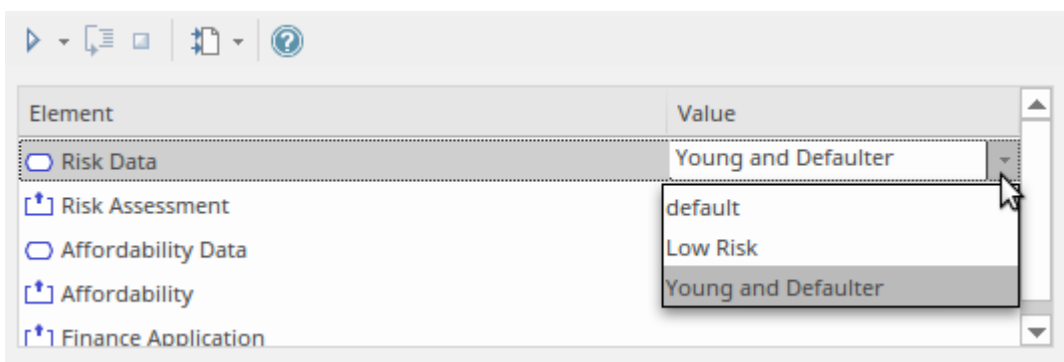 ?
Element Value
Risk Data Young and Defaulter
Risk Assessment default
Affordability Data Low Risk
Affordability Young and Defaulter
Finance Application